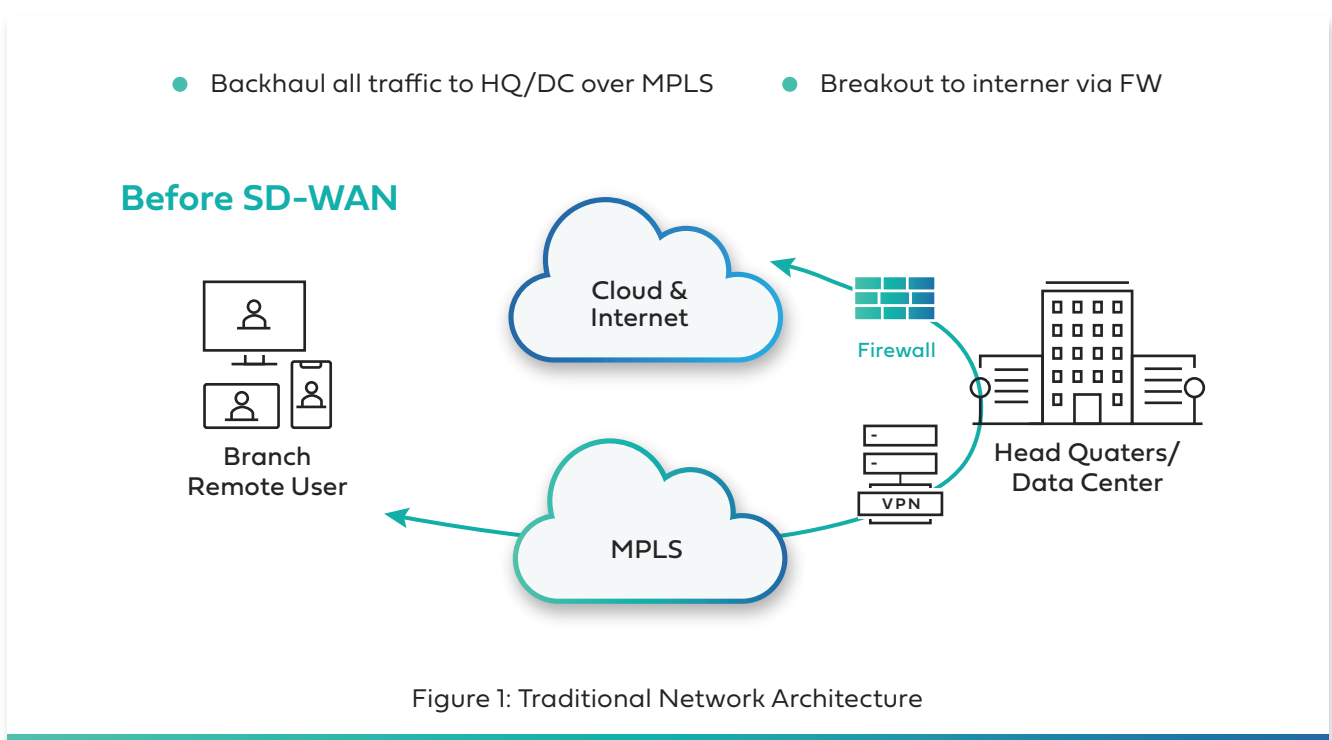 Backhaul all traffic to HQ/DC over MPLS
Breakout to interner via FW
Before SD-WAN
Cloud &
Internet
Firewall
Branch
Remote User
Head Quaters/
Data Center
VPN
MPLS
Figure 1: Traditional Network Architecture